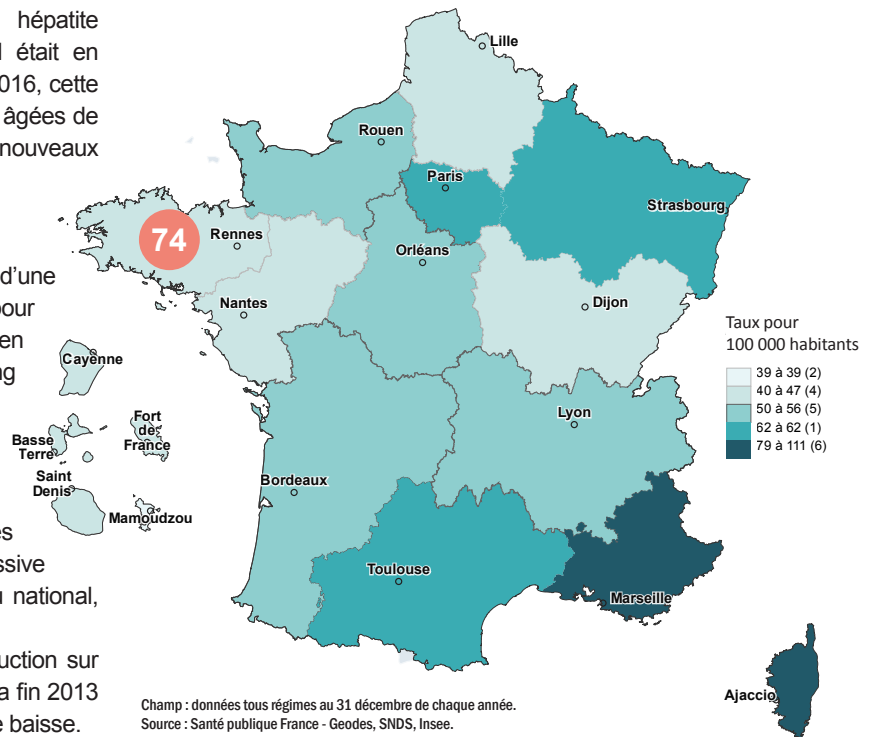 hépatite
était en
016, cette
âgées de
nouveaux
d’une
pour
en
ng
es
ssive
u national,
uction sur
a fin 2013
e baisse.
Lille
Rouen
Paris
Strasbourg
74
Rennes
Orléans
Nantes
Dijon
Cayenne
Fort
de
France
Basse
Terre
Saint
Denis
Mamoudzou
Lyon
Bordeaux
Toulouse
Marseille
Ajaccio
Taux pour
100 000 habitants
39 à 39 (2)
40 à 47 (4)
50 à 56 (5)
62 à 62 (1)
79 à 111 (6)
Champ : données tous régimes au 31 décembre de chaque année.
Source : Santé publique France - Geodes, SNDS, Insee.